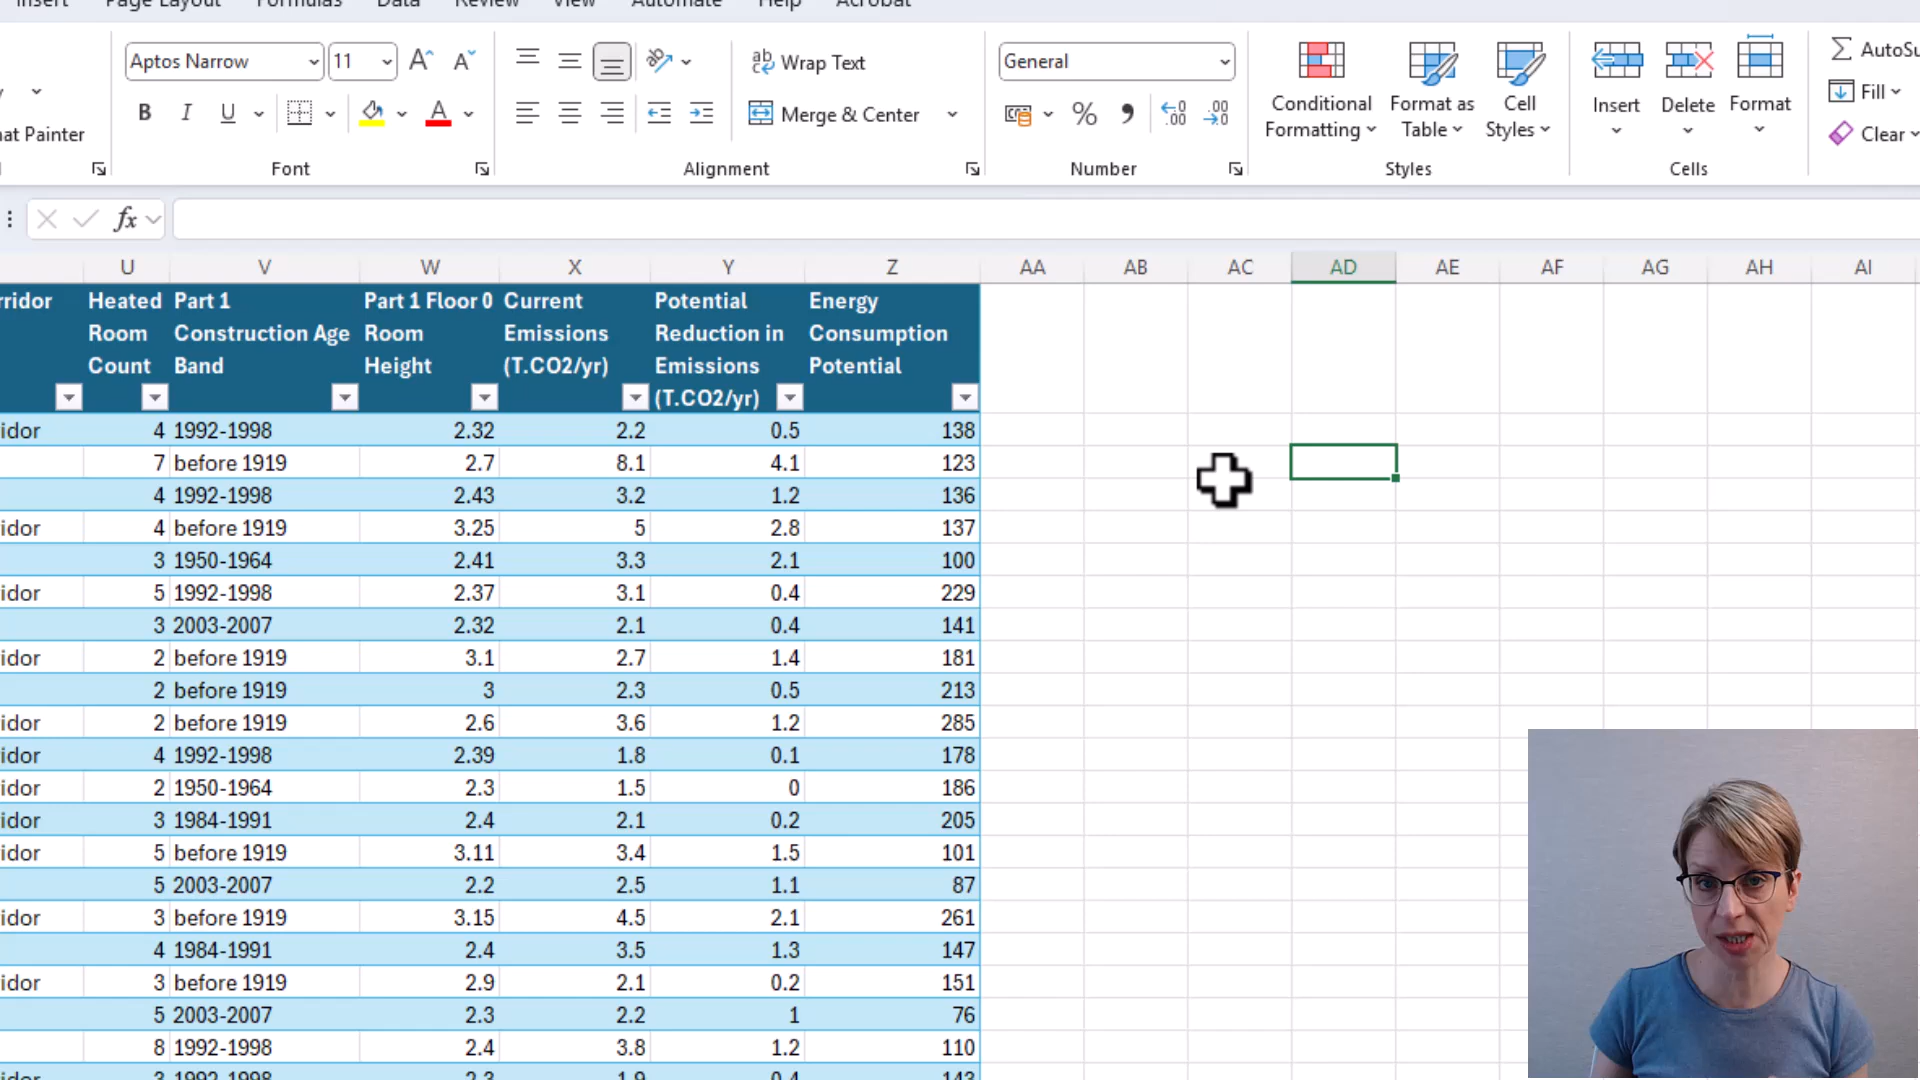 Insert Page Layout Formulas Data Review View Automate Help Acrobat
Aptos Narrow 11 A A Wrap Text General
Conditional Formatting Format as Table Cell Styles Insert Delete Format
AutoSu
Fill
Clear
B I U A Merge & Center % 9
at Painter
Font Alignment Number Styles Cells
fx
U V W X Y Z AA AB AC AD AE AF AG AH AI
rridor Heated Room Count Part 1 Construction Age Band Part 1 Floor 0 Room Height Current Emissions (T.CO2/yr) Potential Reduction in Emissions (T.CO2/yr) Energy Consumption Potential
idor 4 1992-1998 2.32 2.2 0.5 138
7 before 1919 2.7 8.1 4.1 123
4 1992-1998 2.43 3.2 1.2 136
idor 4 before 1919 3.25 5 2.8 137
3 1950-1964 2.41 3.3 2.1 100
idor 5 1992-1998 2.37 3.1 0.4 229
3 2003-2007 2.32 2.1 0.4 141
idor 2 before 1919 3.1 2.7 1.4 181
2 before 1919 3 2.3 0.5 213
idor 2 before 1919 2.6 3.6 1.2 285
idor 4 1992-1998 2.39 1.8 0.1 178
2 1950-1964 2.3 1.5 0 186
idor 3 1984-1991 2.4 2.1 0.2 205
idor 5 before 1919 3.11 3.4 1.5 101
5 2003-2007 2.2 2.5 1.1 87
idor 3 before 1919 3.15 4.5 2.1 261
4 1984-1991 2.4 3.5 1.3 147
idor 3 before 1919 2.9 2.1 0.2 151
5 2003-2007 2.3 2.2 1 76
8 1992-1998 2.4 3.8 1.2 110
idor 3 1992-1998 2.3 1.9 0.4 143